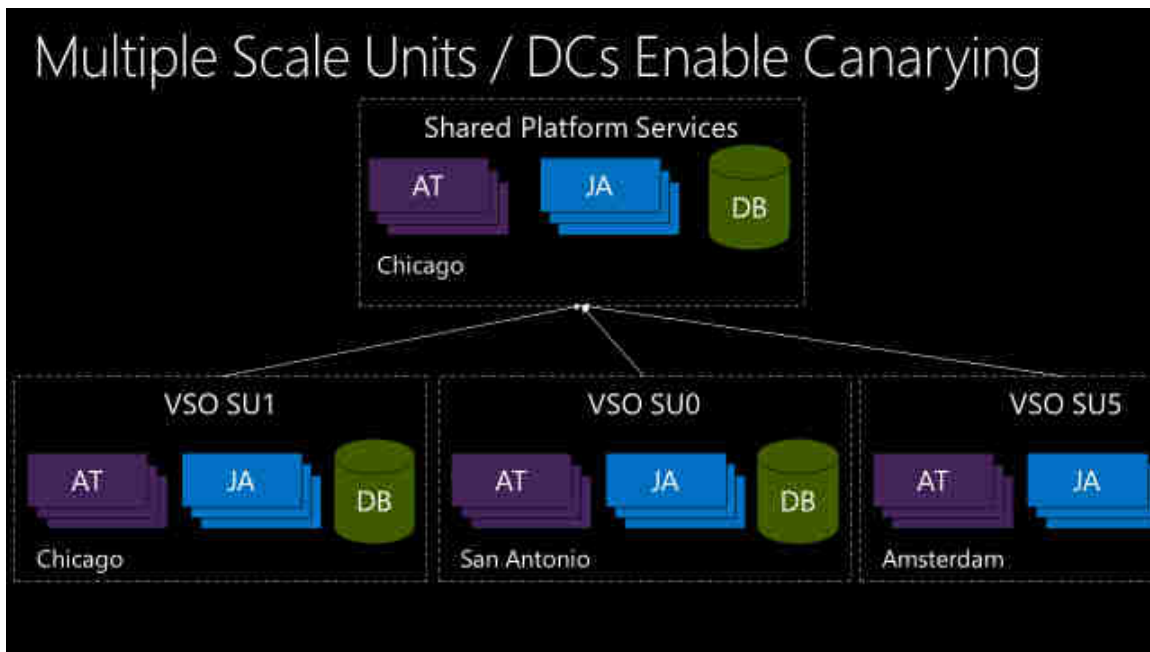 Multiple Scale Units / DCs Enable Canarying
Shared Platform Services
AT
JA
DB
Chicago
VSO SU1
AT
JA
DB
Chicago
VSO SU0
AT
JA
DB
San Antonio
VSO SU5
AT
JA
Amsterdam